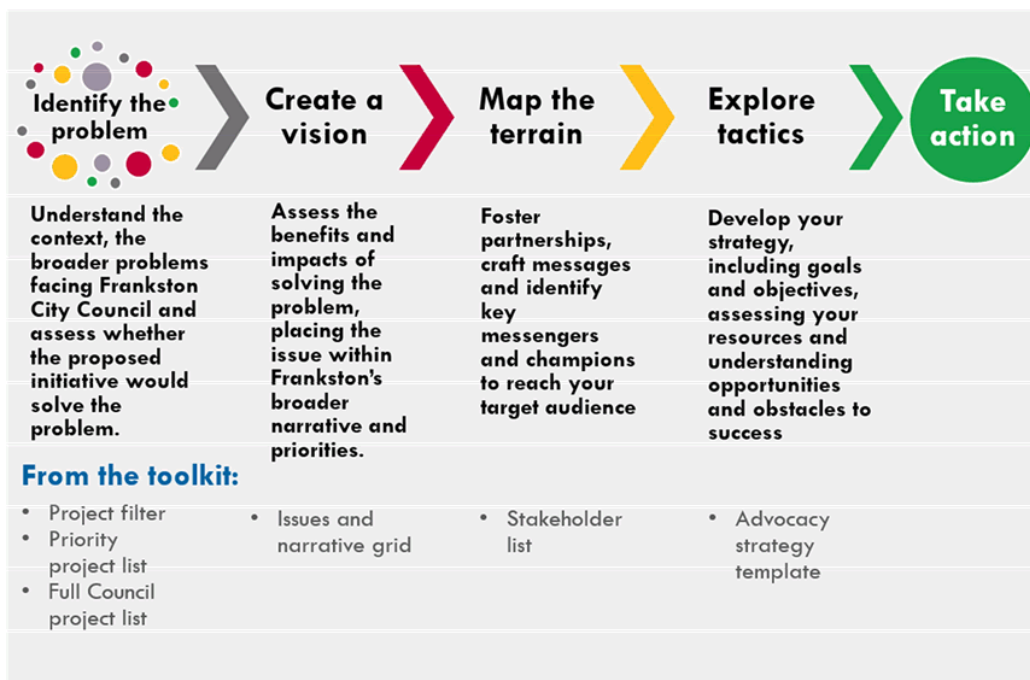 Identify the
problem
Create a
vision
Map the
terrain
Explore
tactics
Take
action
Understand the
context, the
broader problems
facing Frankston
City Council and
assess whether
the proposed
initiative would
solve the
problem.
Assess the
benefits and
impacts of
solving the
problem,
placing the
issue within
Frankston's
broader
narrative and
priorities.
Foster
partnerships,
craft messages
and identify
key
messengers
and champions
to reach your
target audience
Develop your
strategy,
including goals
and objectives,
assessing your
resources and
understanding
opportunities
and obstacles to
success
From the toolkit:
• Project filter
• Priority
project list
• Full Council
project list
• Issues and
narrative grid
• Stakeholder
list
• Advocacy
strategy
template